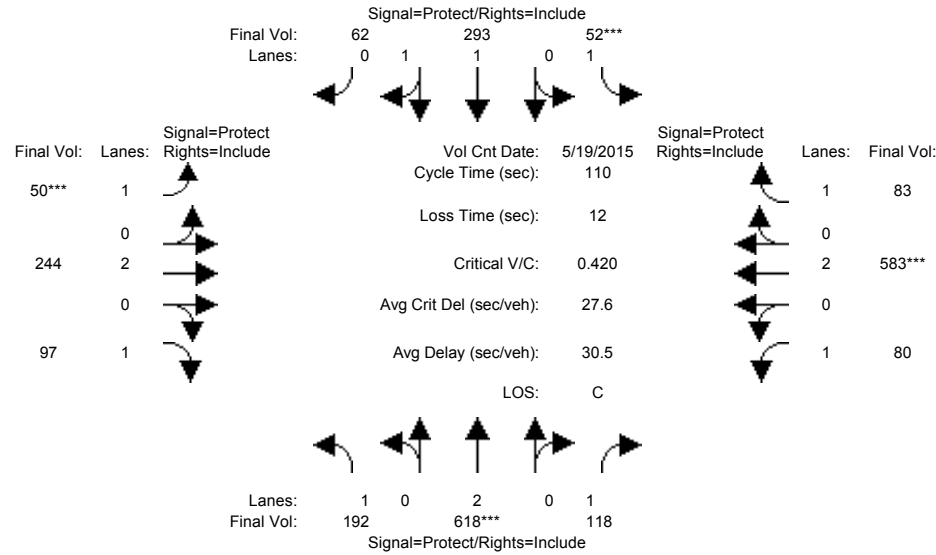 Signal=Protect/Rights=Include
Final Vol: 62 293 52***
Lanes: 0 1 1 0 1
Signal=Protect
Final Vol: Lanes: Rights=Include
Vol Cnt Date: 5/19/2015
Signal=Protect
Rights=Include Lanes: Final Vol:
Cycle Time (sec): 110
50*** 1
1 83
Loss Time (sec): 12
0
0
244 2
Critical V/C: 0.420
2 583***
0
Avg Crit Del (sec/veh): 27.6
0
97 1
Avg Delay (sec/veh): 30.5
1 80
LOS: C
Lanes: 1 0 2 0 1
Final Vol: 192 618*** 118
Signal=Protect/Rights=Include